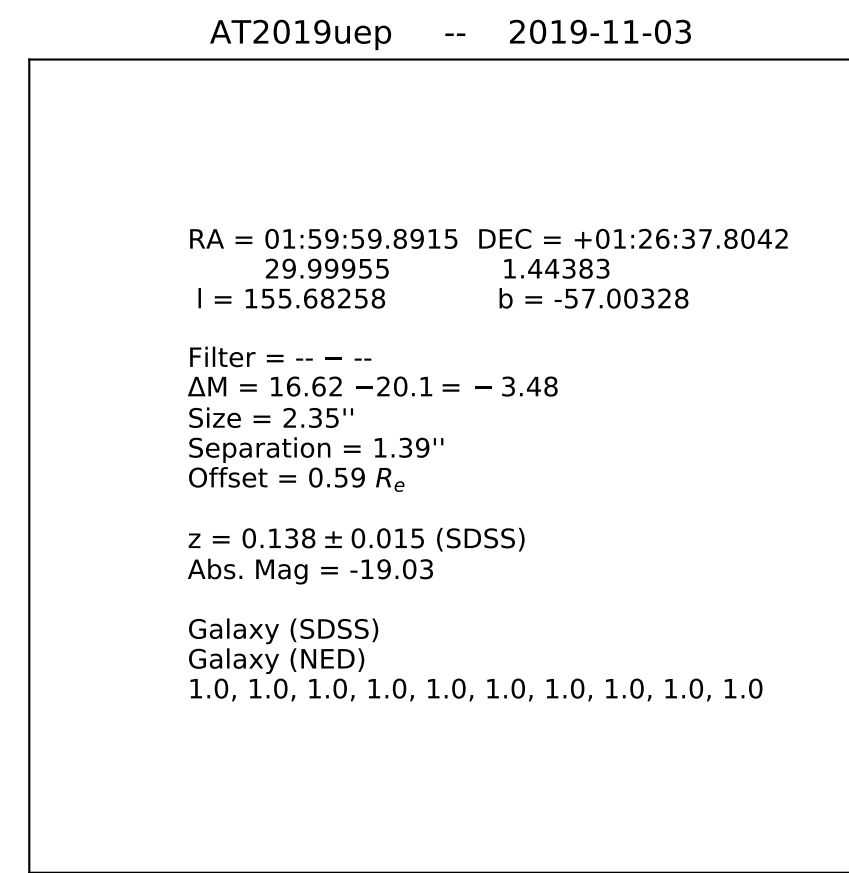 AT2019uep -- 2019-11-03
RA = 01:59:59.8915 DEC = +01:26:37.8042
29.99955 1.44383
l = 155.68258 b = -57.00328
Filter = -- − --
ΔM = 16.62 −20.1 = − 3.48
Size = 2.35''
Separation = 1.39''
Offset = 0.59 Rₑ
z = 0.138 ± 0.015 (SDSS)
Abs. Mag = -19.03
Galaxy (SDSS)
Galaxy (NED)
1.0, 1.0, 1.0, 1.0, 1.0, 1.0, 1.0, 1.0, 1.0, 1.0